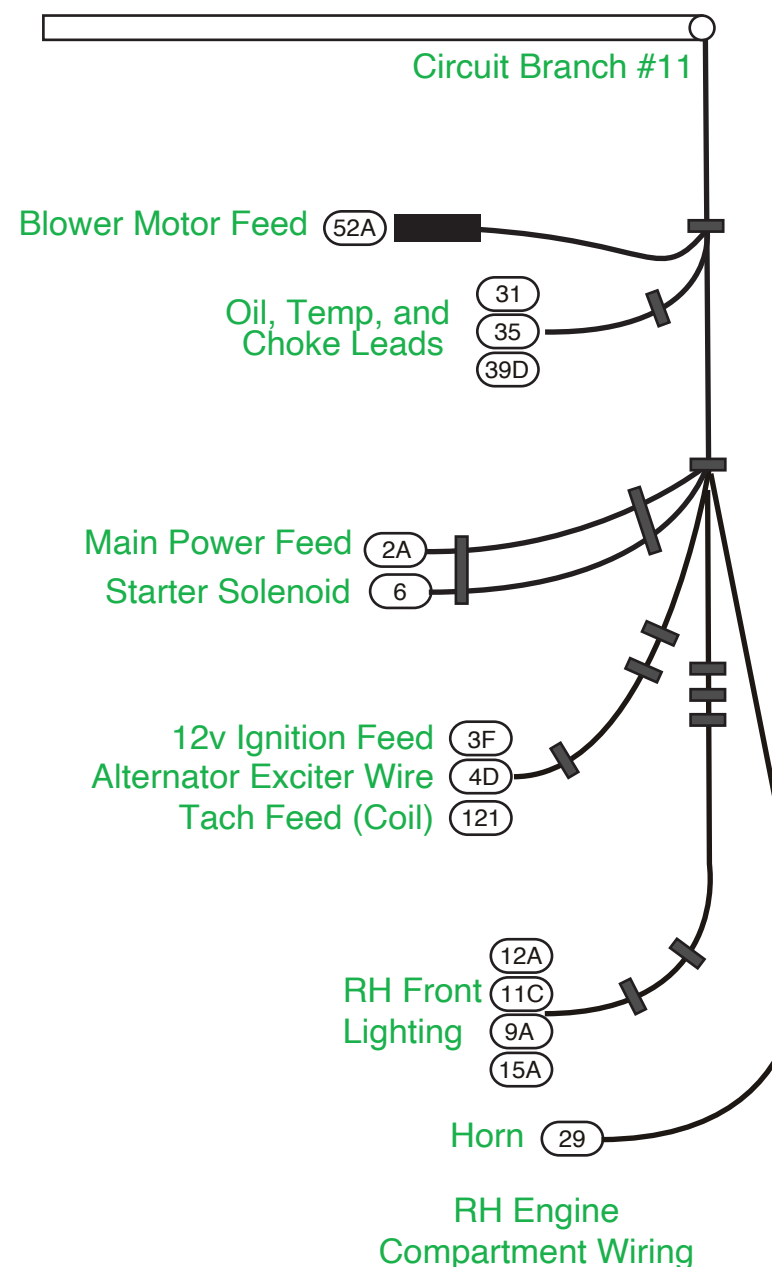 Circuit Branch #11
Blower Motor Feed 52A
31
Oil, Temp, and
35
Choke Leads
39D
Main Power Feed 2A
Starter Solenoid 6
12v Ignition Feed 3F
Alternator Exciter Wire 4D
Tach Feed (Coil) 121
12A
RH Front 11C
Lighting 9A
15A
Horn 29
RH Engine
Compartment Wiring